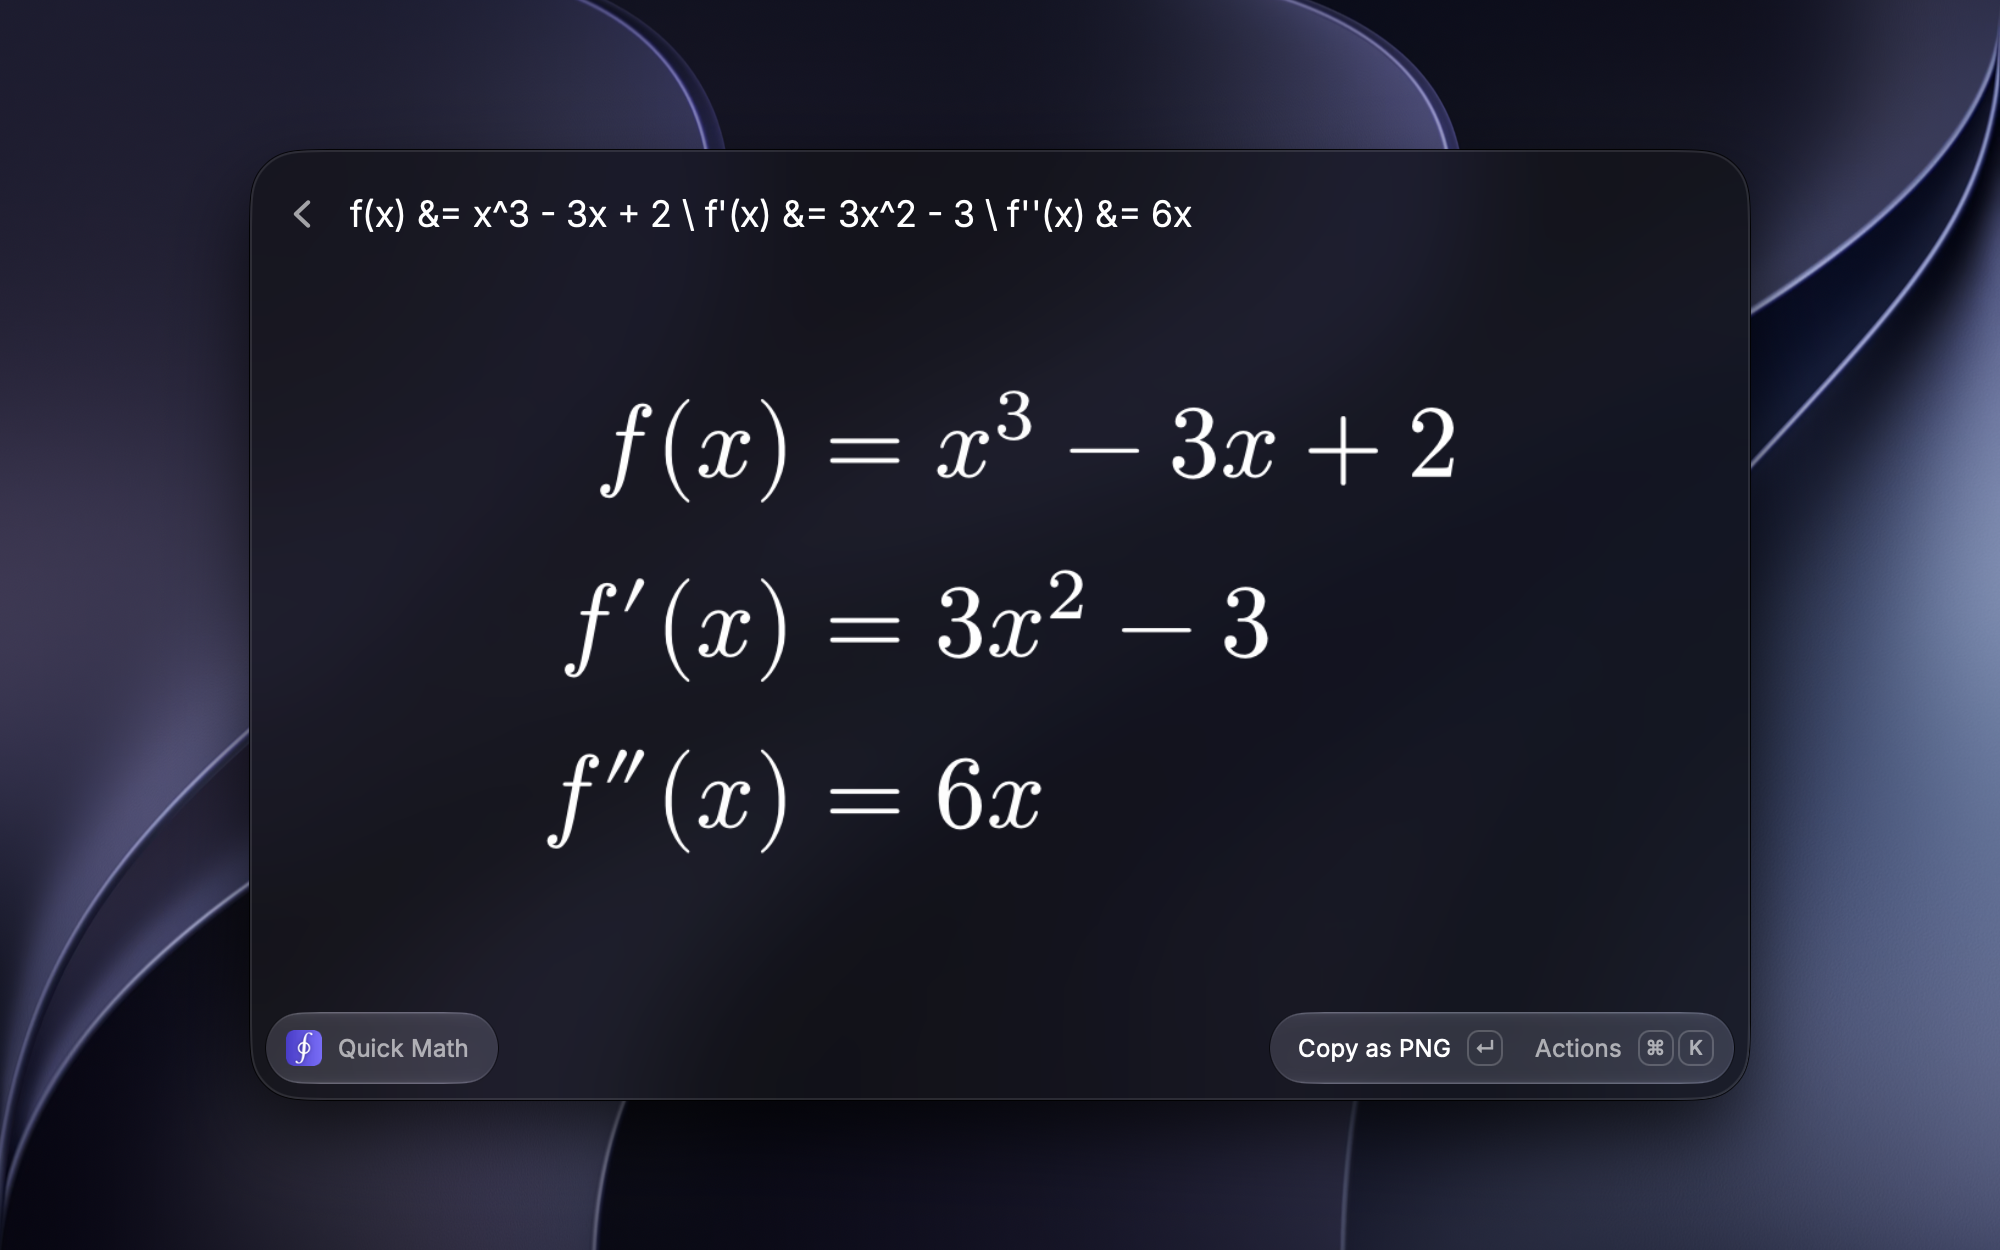 f(x) &= x^3 - 3x + 2 \ f'(x) &= 3x^2 - 3 \ f''(x) &= 6x
f(x) = x³ − 3x + 2
f′(x) = 3x² − 3
f″(x) = 6x
Quick Math
Copy as PNG ↵ Actions ⌘ K